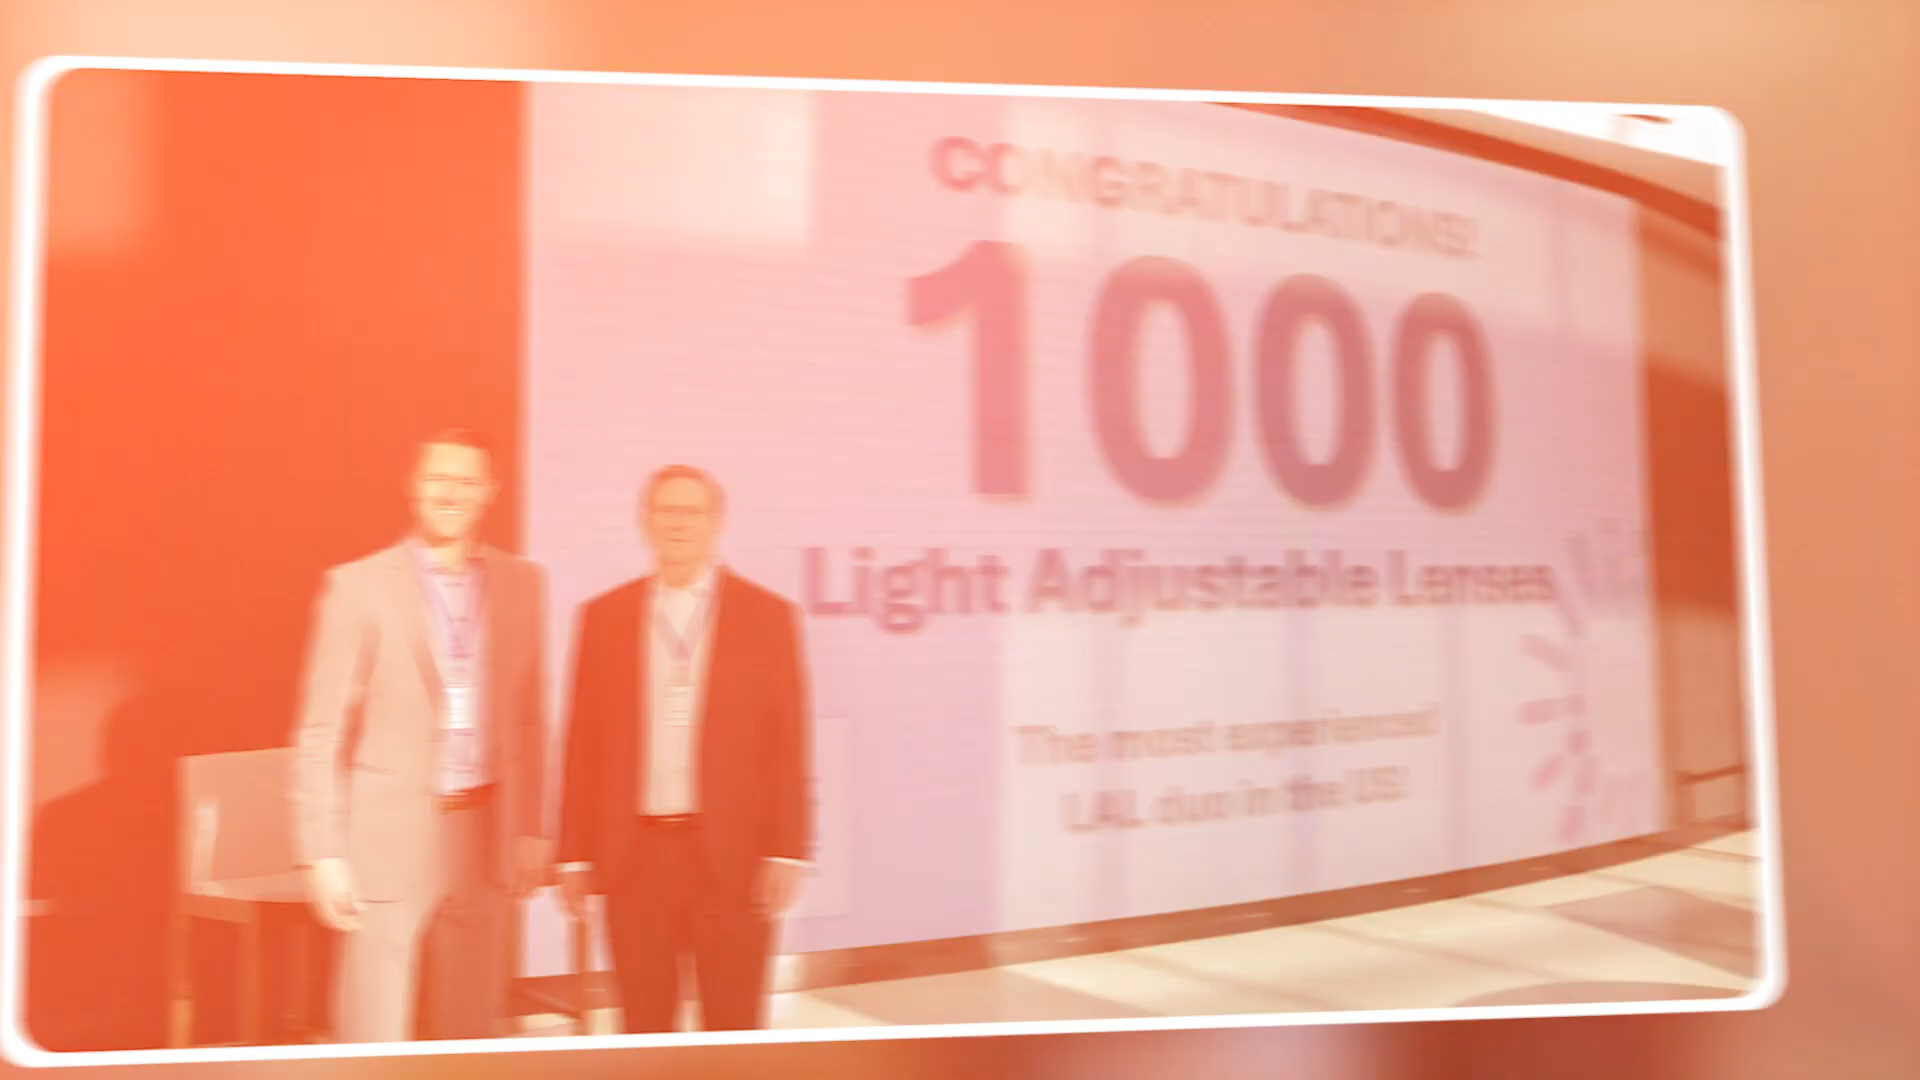 CONGRATULATIONS!
1000
Light Adjustable Lenses
The most experienced
LAL duo in the US!